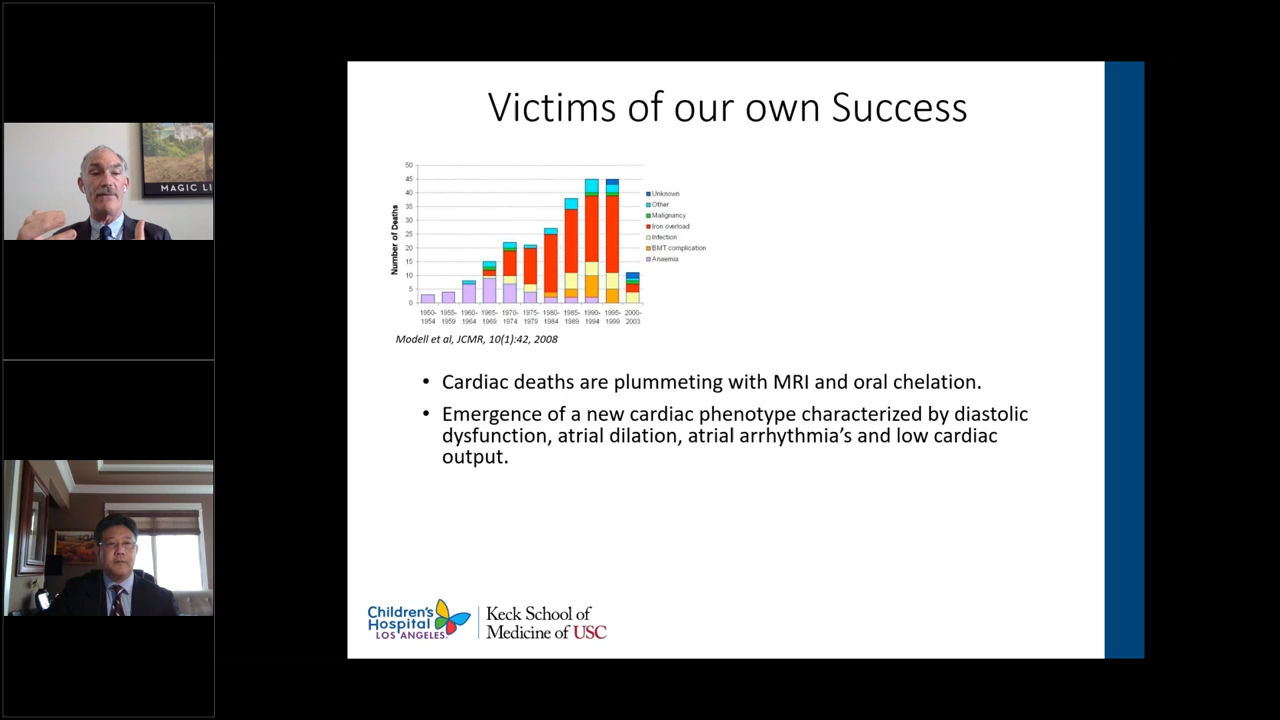 MAGIC LI
Victims of our own Success
50
45
40
35
30
25
20
15
10
5
0
Number of Deaths
1950-
1954
1955-
1959
1960-
1964
1965-
1969
1970-
1974
1975-
1979
1980-
1984
1985-
1989
1990-
1994
1995-
1999
2000-
2003
Unknown
Other
Malignancy
Iron overload
Infection
BMT complication
Anaemia
Modell et al, JCMR, 10(1):42, 2008
• Cardiac deaths are plummeting with MRI and oral chelation.
• Emergence of a new cardiac phenotype characterized by diastolic
dysfunction, atrial dilation, atrial arrhythmia’s and low cardiac
output.
Children's
Hospital
LOS ANGELES
Keck School of
Medicine of USC